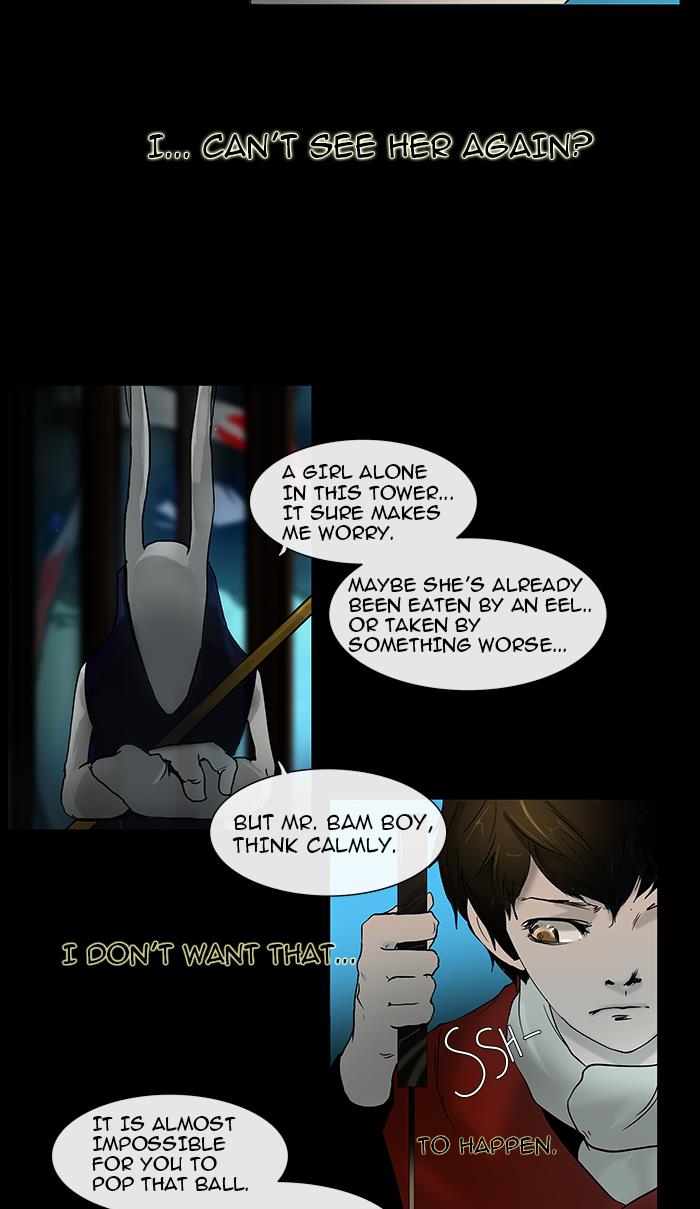 I... CAN'T SEE HER AGAIN?
A GIRL ALONE
IN THIS TOWER...
IT SURE MAKES
ME WORRY.
MAYBE SHE'S ALREADY
BEEN EATEN BY AN EEL..
OR TAKEN BY
SOMETHING WORSE...
BUT MR. BAM BOY,
THINK CALMLY.
I DON'T WANT THAT...
SSH-
TO HAPPEN.
IT IS ALMOST
IMPOSSIBLE
FOR YOU TO
POP THAT BALL.